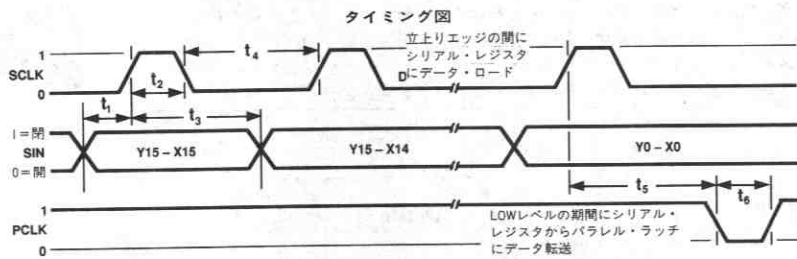 タイミング図
1
SCLK
0
t1
t2
t3
t4
D
立上りエッジの間に
シリアル・レジスタ
にデータ・ロード
1=閉
SIN
0=開
Y15-X15
Y15-X14
Y0-X0
t5
t6
1
PCLK
0
LOWレベルの期間にシリアル・
レジスタからパラレル・ラッチ
にデータ転送